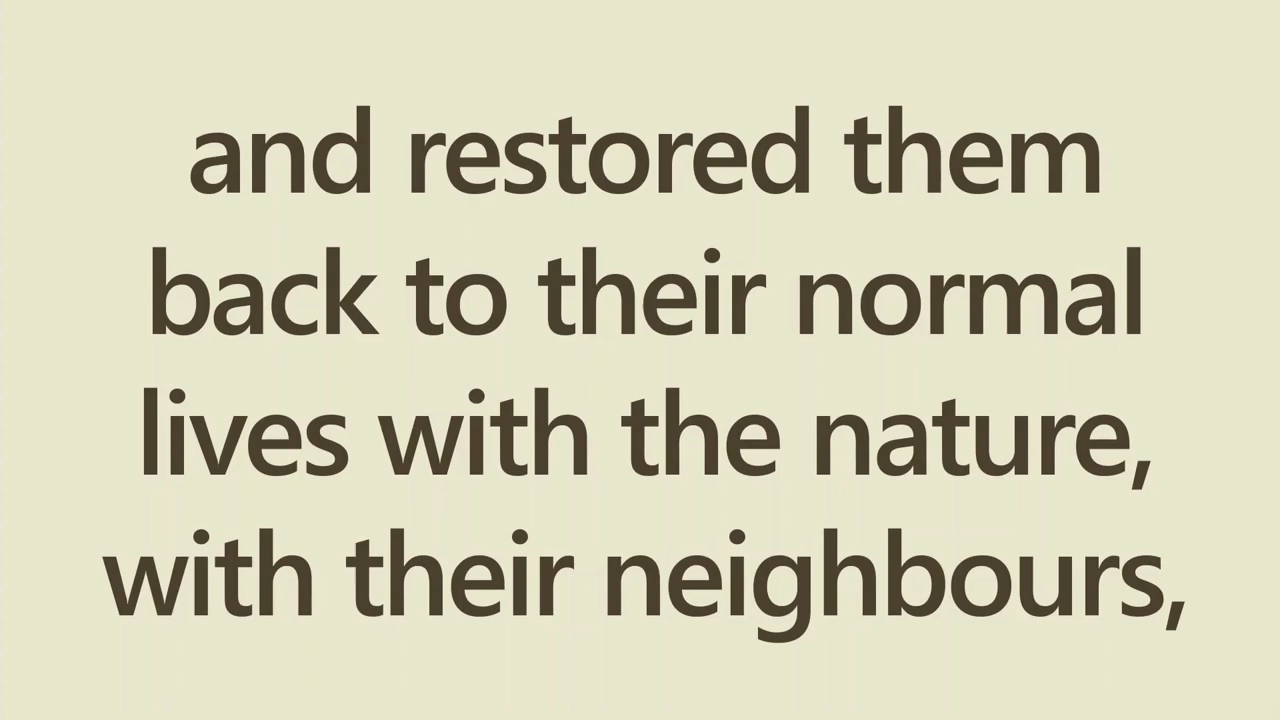 and restored them
back to their normal
lives with the nature,
with their neighbours,